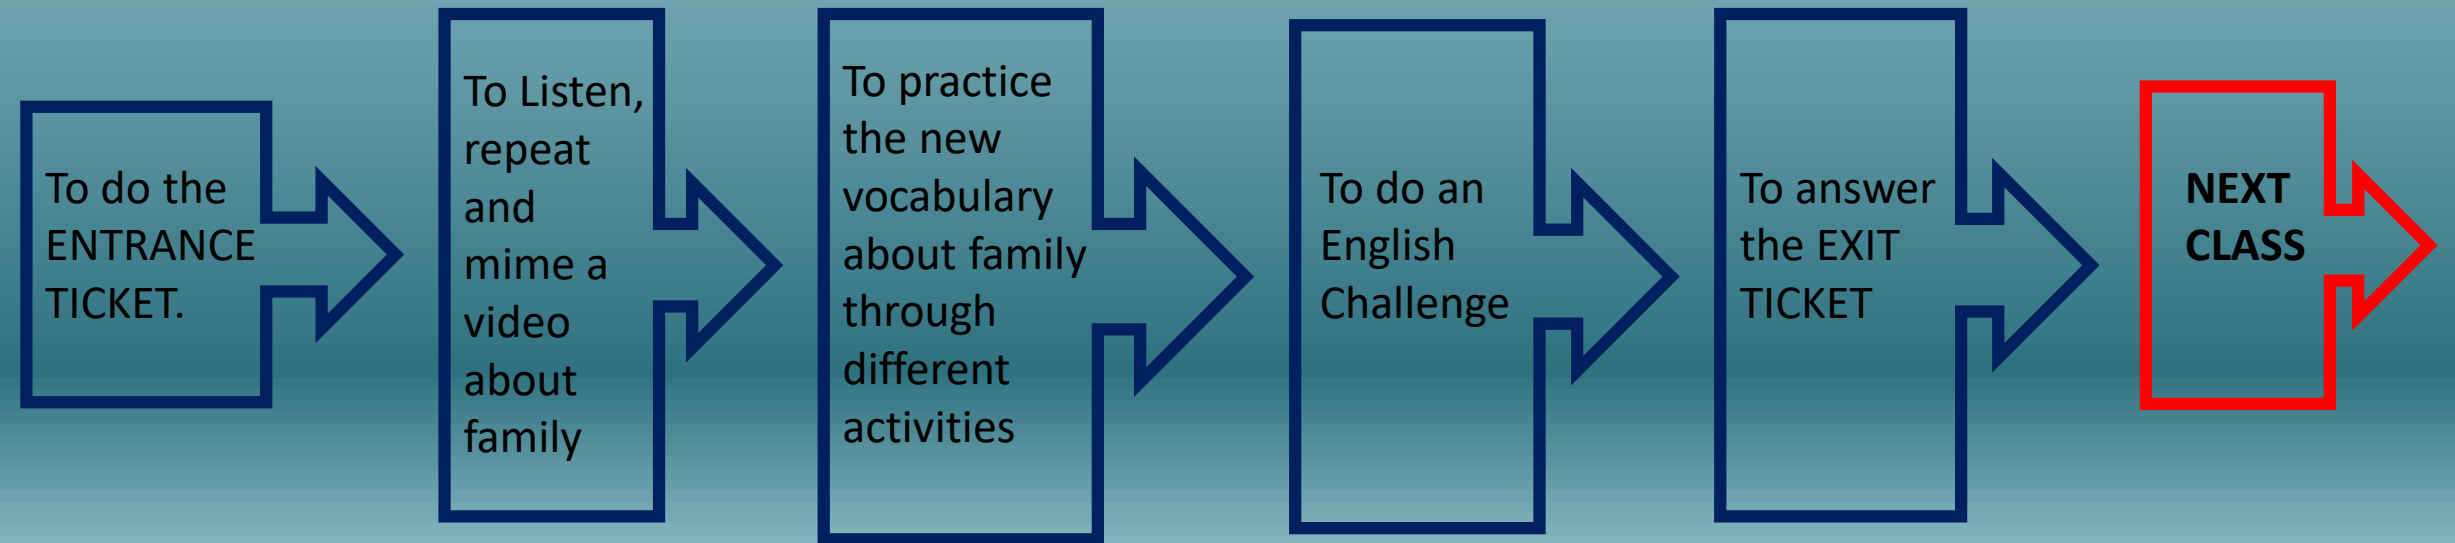 To do the
ENTRANCE
TICKET.
To Listen,
repeat
and
mime a
video
about
family
To practice
the new
vocabulary
about family
through
different
activities
To do an
English
Challenge
To answer
the EXIT
TICKET
NEXT
CLASS